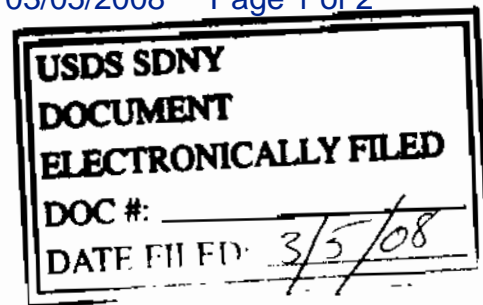 03/05/2008 Page 1 of 2
USDS SDNY
DOCUMENT
ELECTRONICALLY FILED
DOC #:
DATE FILED: 3/5/08